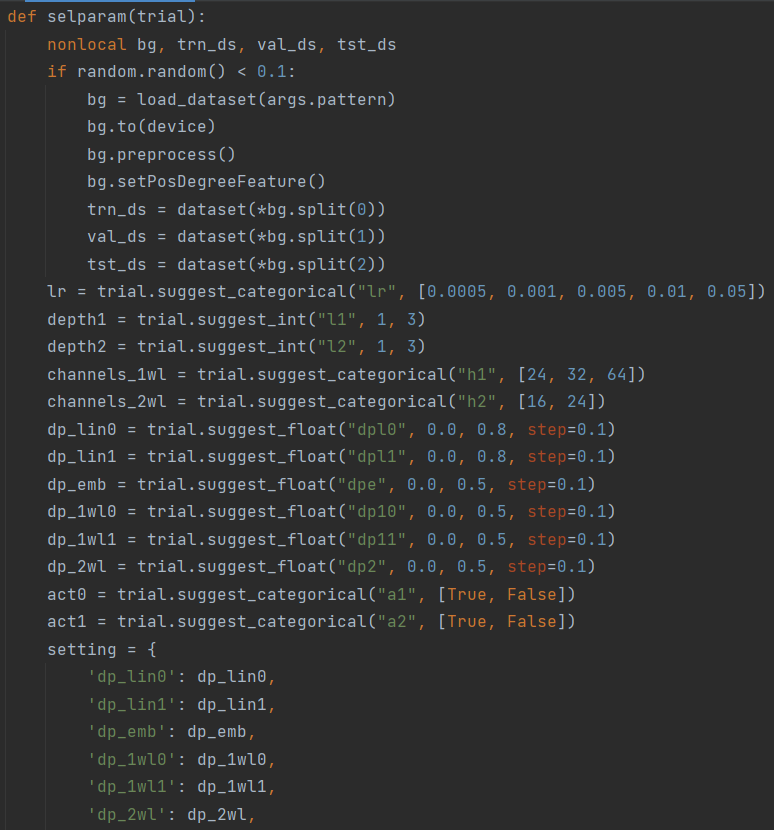 def selparam(trial):
    nonlocal bg, trn_ds, val_ds, tst_ds
    if random.random() < 0.1:
        bg = load_dataset(args.pattern)
        bg.to(device)
        bg.preprocess()
        bg.setPosDegreeFeature()
        trn_ds = dataset(*bg.split(0))
        val_ds = dataset(*bg.split(1))
        tst_ds = dataset(*bg.split(2))
    lr = trial.suggest_categorical("lr", [0.0005, 0.001, 0.005, 0.01, 0.05])
    depth1 = trial.suggest_int("l1", 1, 3)
    depth2 = trial.suggest_int("l2", 1, 3)
    channels_1wl = trial.suggest_categorical("h1", [24, 32, 64])
    channels_2wl = trial.suggest_categorical("h2", [16, 24])
    dp_lin0 = trial.suggest_float("dpl0", 0.0, 0.8, step=0.1)
    dp_lin1 = trial.suggest_float("dpl1", 0.0, 0.8, step=0.1)
    dp_emb = trial.suggest_float("dpe", 0.0, 0.5, step=0.1)
    dp_1wl0 = trial.suggest_float("dp10", 0.0, 0.5, step=0.1)
    dp_1wl1 = trial.suggest_float("dp11", 0.0, 0.5, step=0.1)
    dp_2wl = trial.suggest_float("dp2", 0.0, 0.5, step=0.1)
    act0 = trial.suggest_categorical("a1", [True, False])
    act1 = trial.suggest_categorical("a2", [True, False])
    setting = {
        'dp_lin0': dp_lin0,
        'dp_lin1': dp_lin1,
        'dp_emb': dp_emb,
        'dp_1wl0': dp_1wl0,
        'dp_1wl1': dp_1wl1,
        'dp_2wl': dp_2wl,